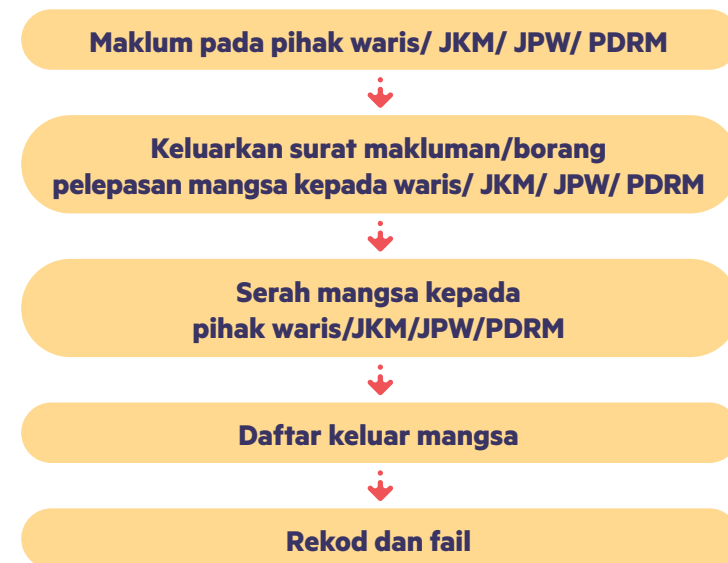 Maklum pada pihak waris/ JKM/ JPW/ PDRM
Keluarkan surat makluman/borang
pelepasan mangsa kepada waris/ JKM/ JPW/ PDRM
Serah mangsa kepada
pihak waris/JKM/JPW/PDRM
Daftar keluar mangsa
Rekod dan fail